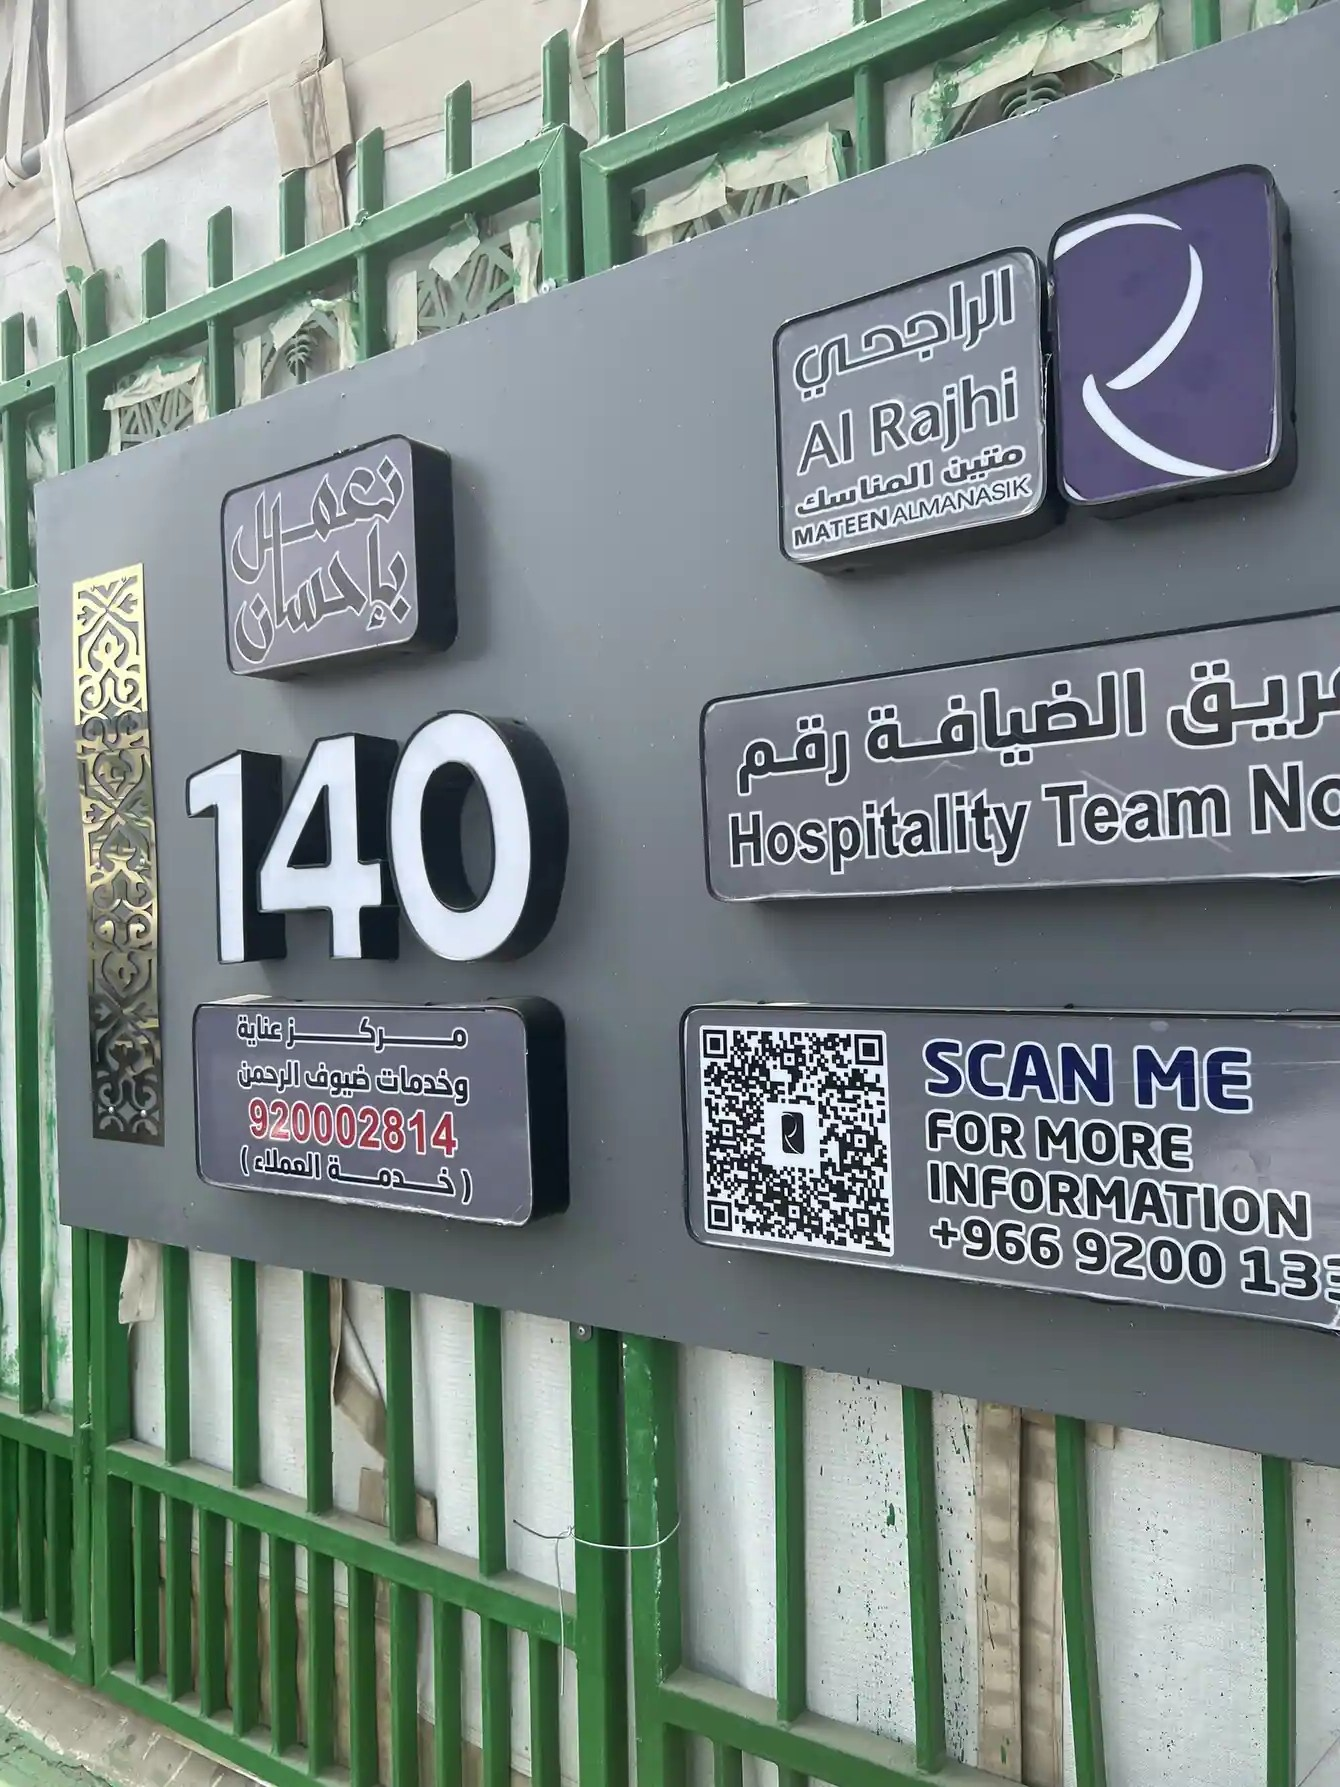 الراجحي
Al Rajhi
متين المناسك
MATEEN ALMANASIK
نعمل
بإحسان
140
فريق الضيافة رقم
Hospitality Team No
مركز عناية
وخدمات ضيوف الرحمن
920002814
( خدمة العملاء )
SCAN ME
FOR MORE
INFORMATION
+966 9200 133